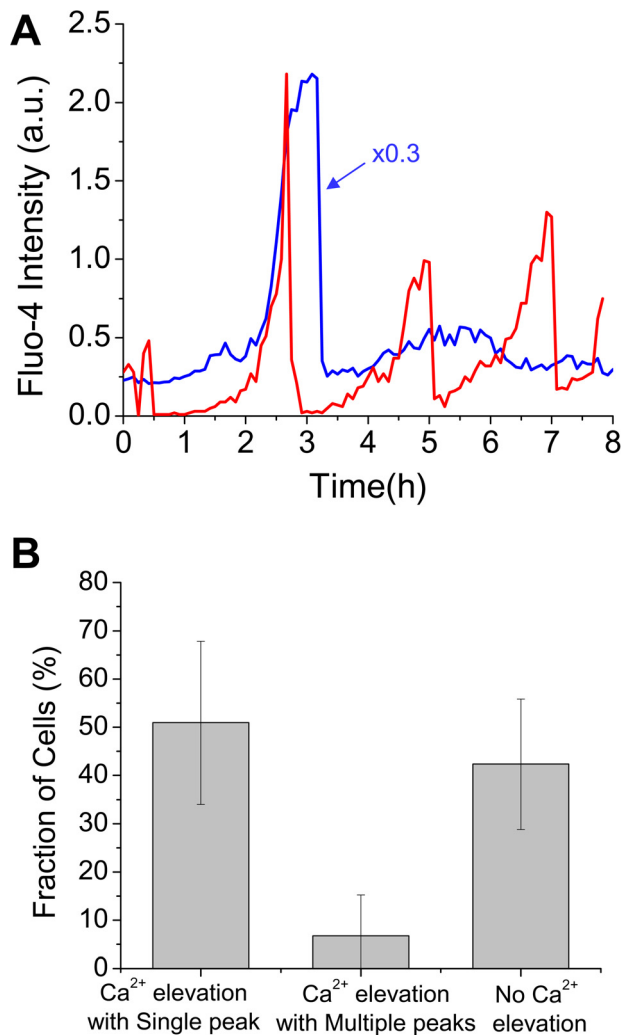 A
2.5
2.0
1.5
1.0
0.5
0.0
Fluo-4 Intensity (a.u.)
x0.3
0 1 2 3 4 5 6 7 8
Time(h)
B
80
70
60
50
40
30
20
10
0
Fraction of Cells (%)
Ca²⁺ elevation
with Single peak
Ca²⁺ elevation
with Multiple peaks
No Ca²⁺
elevation